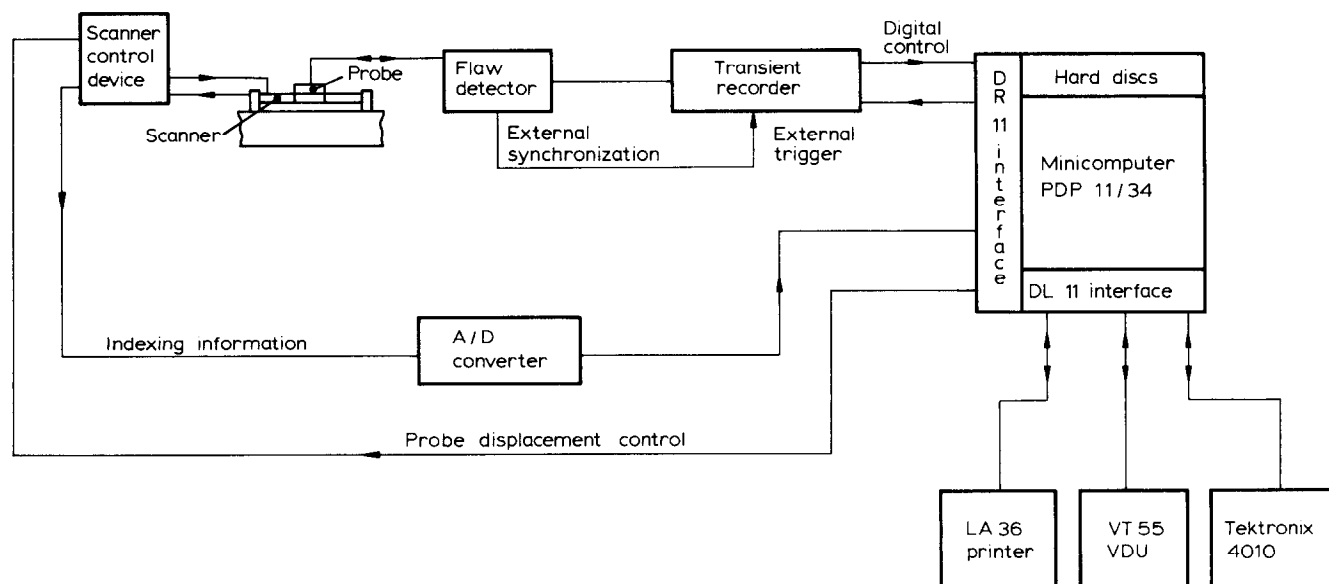 Scanner
control
device
Probe
Scanner
Flaw
detector
External
synchronization
Transient
recorder
External
trigger
Digital
control
DR 11 interface
Hard discs
Minicomputer
PDP 11/34
DL 11 interface
Indexing information
A/D
converter
Probe displacement control
LA 36
printer
VT 55
VDU
Tektronix
4010